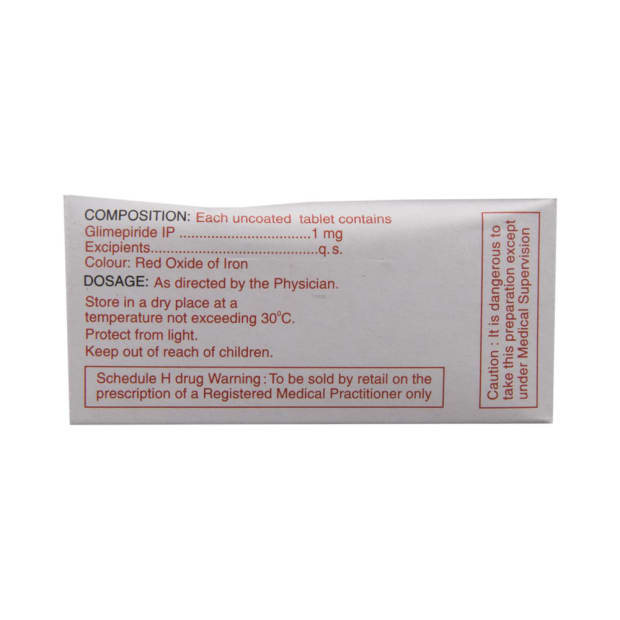 COMPOSITION: Each uncoated tablet contains
Glimepiride IP ...............................1 mg
Excipients........................................q.s.
Colour: Red Oxide of Iron
DOSAGE: As directed by the Physician.
Store in a dry place at a
temperature not exceeding 30°C.
Protect from light.
Keep out of reach of children.
Schedule H drug Warning : To be sold by retail on the
prescription of a Registered Medical Practitioner only
Caution : It is dangerous to
take this preparation except
under Medical Supervision